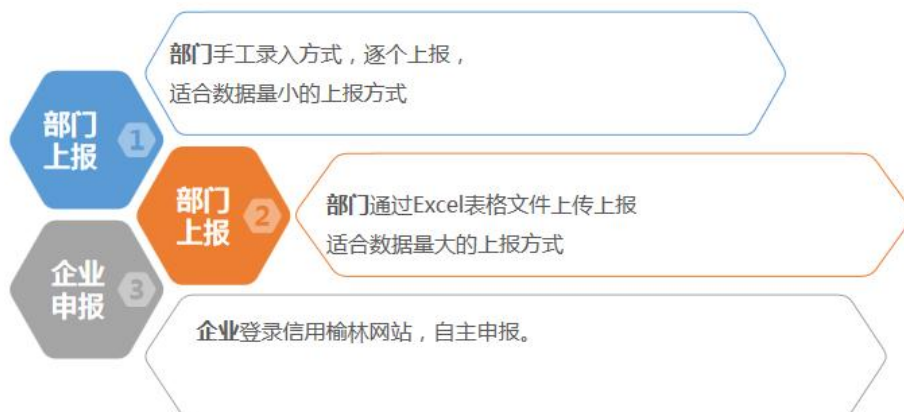 部门手工录入方式，逐个上报，
适合数据量小的上报方式
部门
上报
1
部门
上报
2
部门通过Excel表格文件上传上报
适合数据量大的上报方式
企业
申报
3
企业登录信用榆林网站，自主申报。